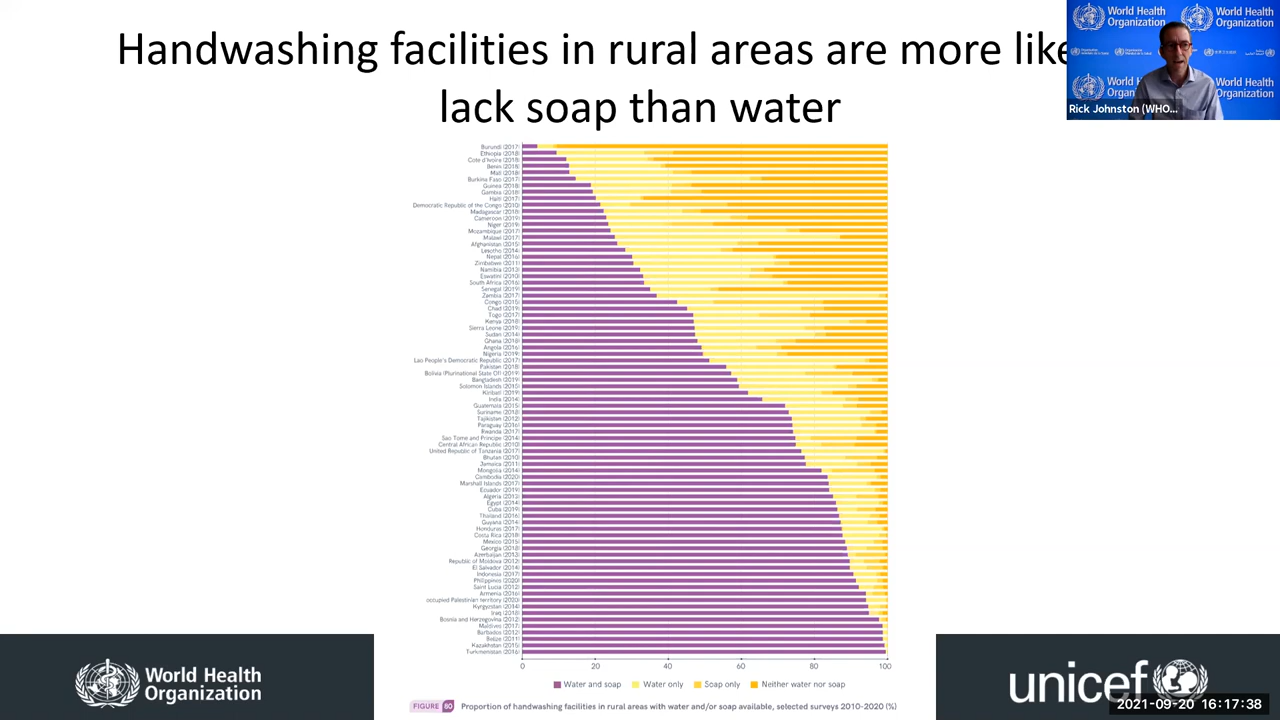 Handwashing facilities in rural areas are more like
lack soap than water
World Health
Organization
World Health
Organization
Rick Johnston (WHO...
Burundi (2017)
Ethiopia (2018)
Cote d'Ivoire (2018)
Benin (2018)
Mali (2018)
Burkina Faso (2017)
Guinea (2018)
Gambia (2018)
Haiti (2017)
Democratic Republic of the Congo (2010)
Madagascar (2018)
Cameroon (2019)
Niger (2019)
Mozambique (2017)
Malawi (2017)
Afghanistan (2015)
Lesotho (2014)
Nepal (2016)
Zimbabwe (2011)
Namibia (2013)
Eswatini (2010)
South Africa (2016)
Senegal (2019)
Zambia (2017)
Congo (2015)
Chad (2019)
Togo (2017)
Kenya (2018)
Sierra Leone (2019)
Sudan (2014)
Ghana (2018)
Angola (2016)
Nigeria (2019)
Lao People's Democratic Republic (2017)
Pakistan (2018)
Bolivia (Plurinational State Of) (2019)
Bangladesh (2019)
Solomon Islands (2015)
Kiribati (2019)
India (2014)
Guatemala (2015)
Suriname (2018)
Tajikistan (2012)
Paraguay (2016)
Rwanda (2017)
Sao Tome and Principe (2014)
Central African Republic (2010)
United Republic of Tanzania (2017)
Bhutan (2010)
Jamaica (2011)
Mongolia (2014)
Cambodia (2020)
Marshall Islands (2017)
Ecuador (2019)
Algeria (2013)
Egypt (2014)
Cuba (2019)
Thailand (2016)
Guyana (2014)
Honduras (2017)
Costa Rica (2018)
Mexico (2015)
Georgia (2018)
Azerbaijan (2013)
Republic of Moldova (2012)
El Salvador (2014)
Indonesia (2017)
Philippines (2020)
Saint Lucia (2012)
Armenia (2016)
occupied Palestinian territory (2020)
Kyrgyzstan (2014)
Iraq (2018)
Bosnia and Herzegovina (2012)
Maldives (2017)
Barbados (2012)
Belize (2011)
Kazakhstan (2015)
Turkmenistan (2016)
0 20 40 60 80 100
Water and soap Water only Soap only Neither water nor soap
FIGURE 80 Proportion of handwashing facilities in rural areas with water and/or soap available, selected surveys 2010-2020 (%)
World Health
Organization
unicef
2021-09-20 16:17:38